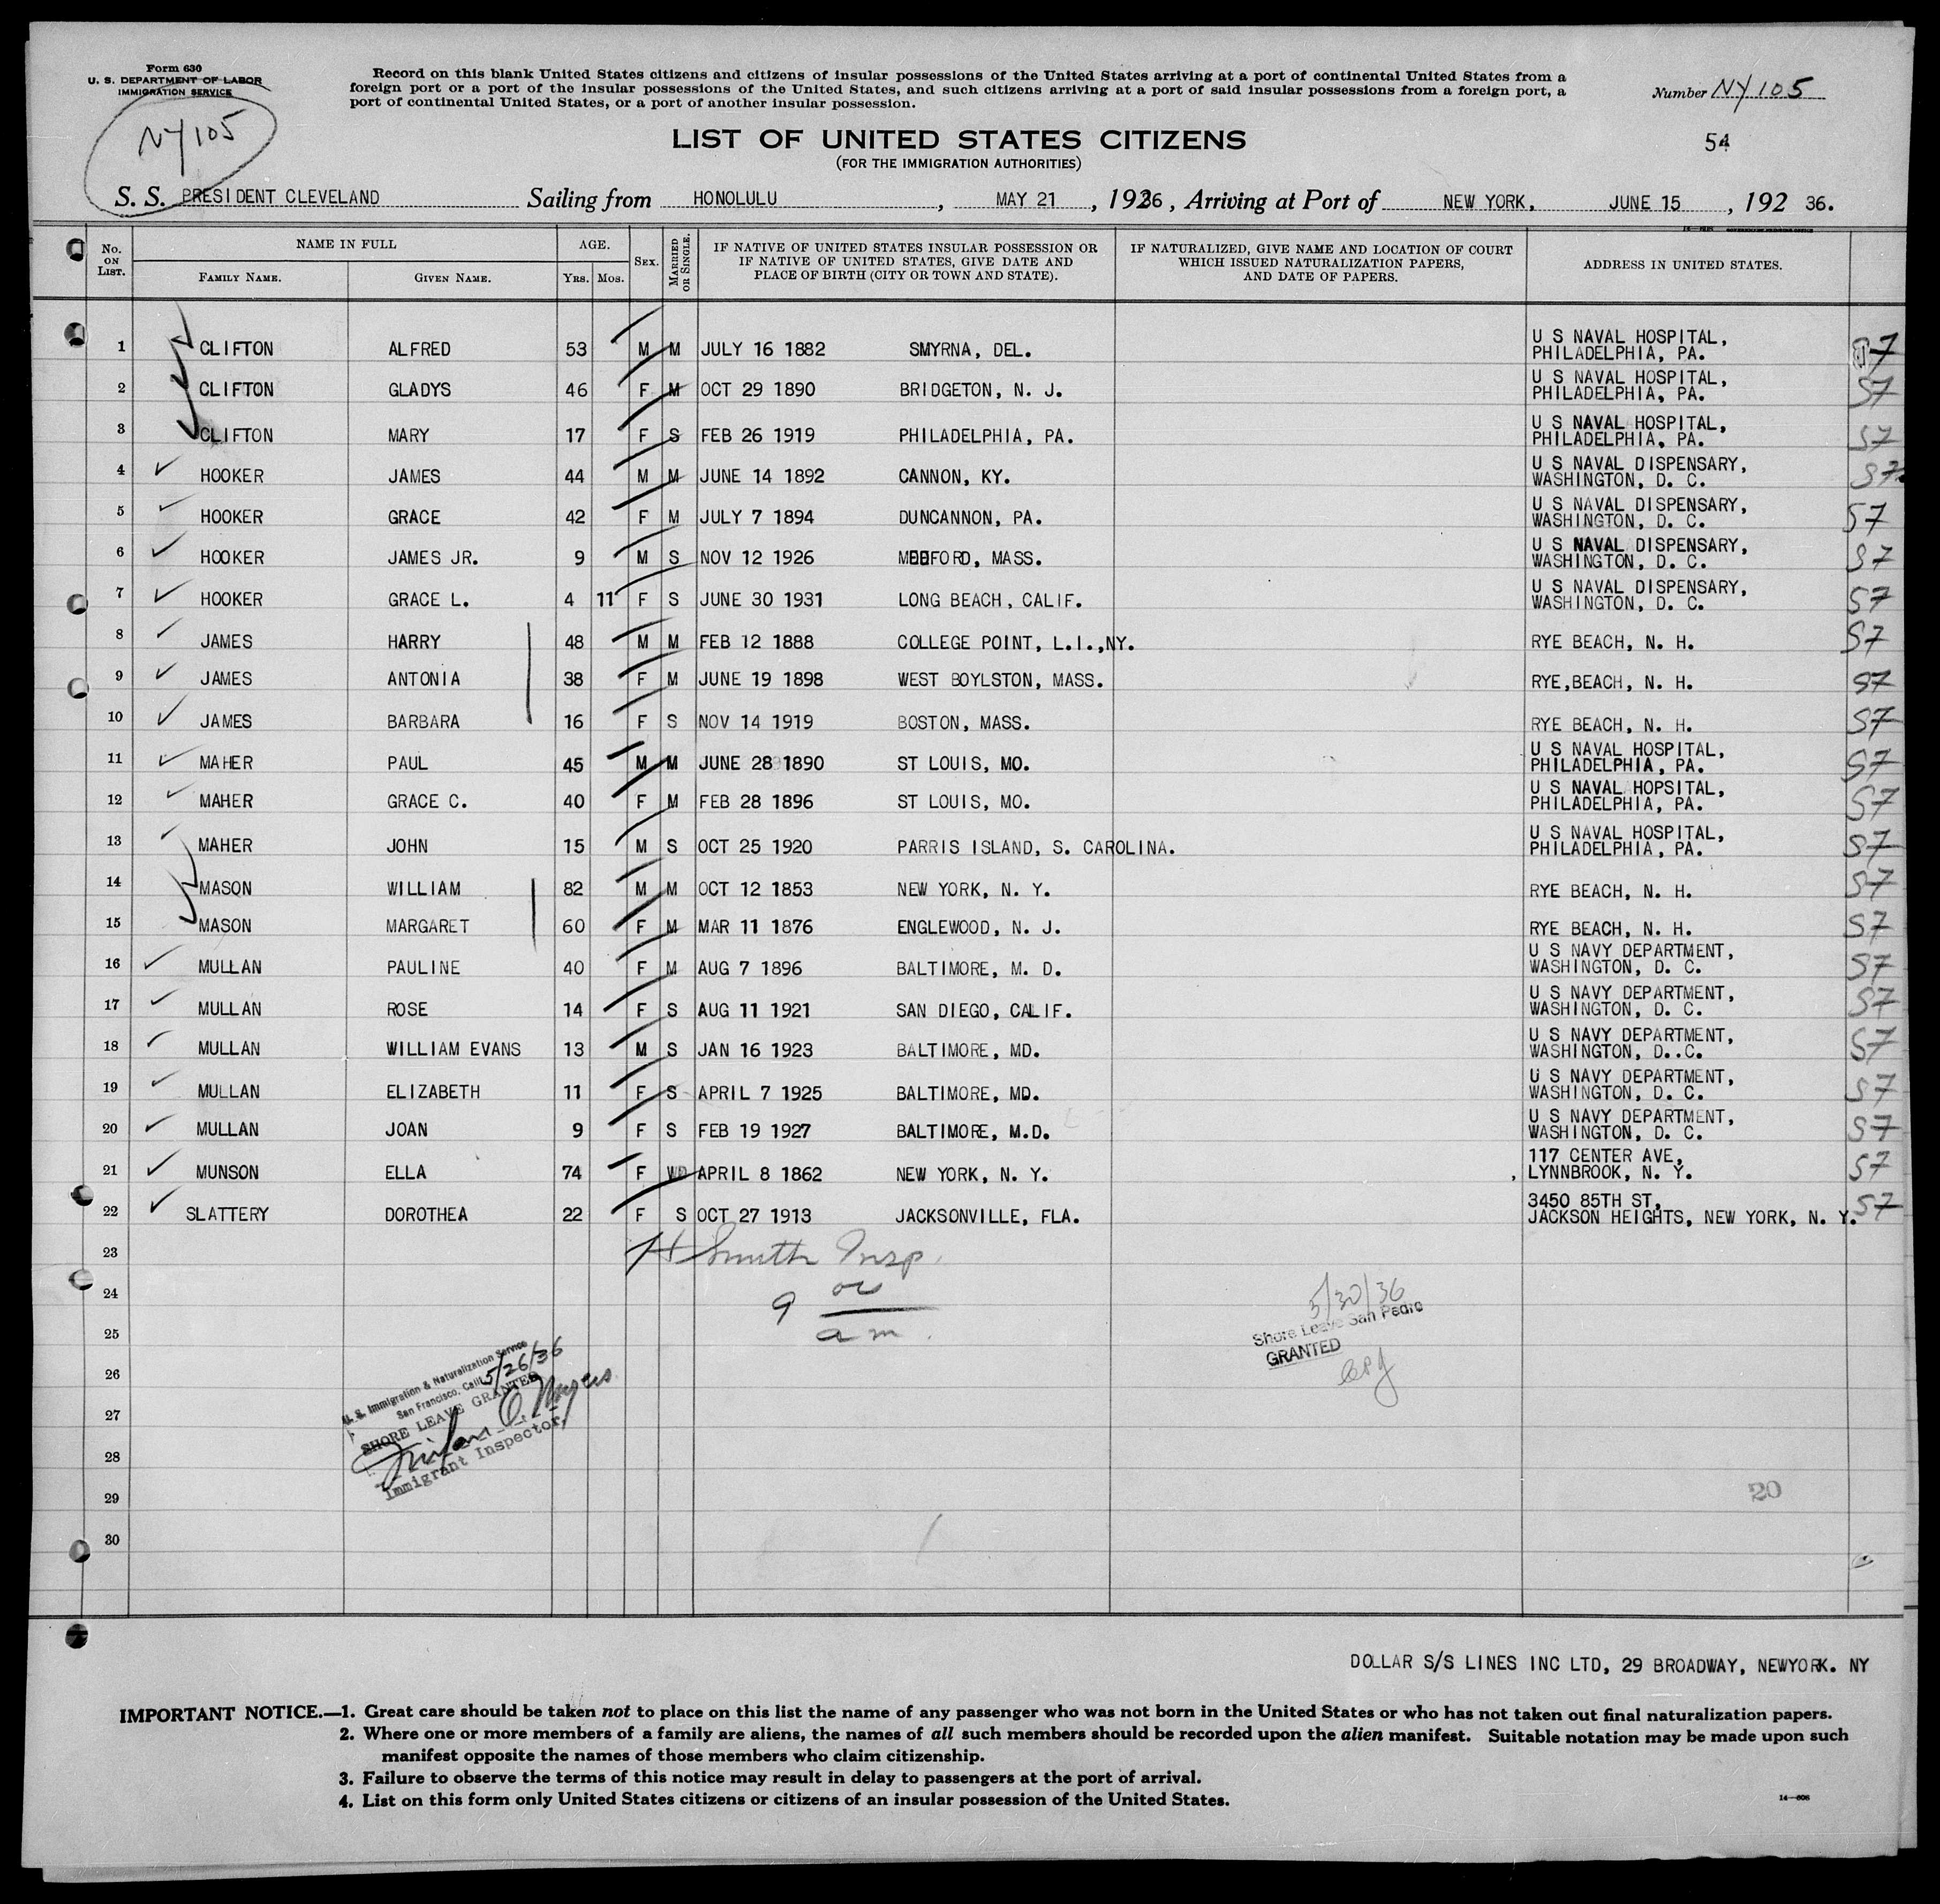 Form 630
U. S. DEPARTMENT OF LABOR
IMMIGRATION SERVICE
NY 105
Record on this blank United States citizens and citizens of insular possessions of the United States arriving at a port of continental United States from a
foreign port or a port of the insular possessions of the United States, and such citizens arriving at a port of said insular possessions from a foreign port, a
port of continental United States, or a port of another insular possession.
Number NY 105
54
LIST OF UNITED STATES CITIZENS
(FOR THE IMMIGRATION AUTHORITIES)
S. S. PRESIDENT CLEVELAND Sailing from HONOLULU, MAY 21, 1936, Arriving at Port of NEW YORK, JUNE 15, 192 36.
No. ON LIST. NAME IN FULL AGE. SEX. MARRIED OR SINGLE. IF NATIVE OF UNITED STATES INSULAR POSSESSION OR IF NATIVE OF UNITED STATES, GIVE DATE AND PLACE OF BIRTH (CITY OR TOWN AND STATE). IF NATURALIZED, GIVE NAME AND LOCATION OF COURT WHICH ISSUED NATURALIZATION PAPERS, AND DATE OF PAPERS. ADDRESS IN UNITED STATES.
FAMILY NAME. GIVEN NAME. YRS. MOS.
1 CLIFTON ALFRED 53 M M JULY 16 1882 SMYRNA, DEL. U S NAVAL HOSPITAL, PHILADELPHIA, PA. 57
2 CLIFTON GLADYS 46 F M OCT 29 1890 BRIDGETON, N. J. U S NAVAL HOSPITAL, PHILADELPHIA, PA. 57
3 CLIFTON MARY 17 F S FEB 26 1919 PHILADELPHIA, PA. U S NAVAL HOSPITAL, PHILADELPHIA, PA. 57
4 HOOKER JAMES 44 M M JUNE 14 1892 CANNON, KY. U S NAVAL DISPENSARY, WASHINGTON, D. C. 57
5 HOOKER GRACE 42 F M JULY 7 1894 DUNCANNON, PA. U S NAVAL DISPENSARY, WASHINGTON, D. C. 57
6 HOOKER JAMES JR. 9 M S NOV 12 1926 MEDFORD, MASS. U S NAVAL DISPENSARY, WASHINGTON, D. C. 57
7 HOOKER GRACE L. 4 11 F S JUNE 30 1931 LONG BEACH, CALIF. U S NAVAL DISPENSARY, WASHINGTON, D. C. 57
8 JAMES HARRY 48 M M FEB 12 1888 COLLEGE POINT, L.I.,NY. RYE BEACH, N. H. 57
9 JAMES ANTONIA 38 F M JUNE 19 1898 WEST BOYLSTON, MASS. RYE,BEACH, N. H. 57
10 JAMES BARBARA 16 F S NOV 14 1919 BOSTON, MASS. RYE BEACH, N. H. 57
11 MAHER PAUL 45 M M JUNE 28 1890 ST LOUIS, MO. U S NAVAL HOSPITAL, PHILADELPHIA, PA. 57
12 MAHER GRACE C. 40 F M FEB 28 1896 ST LOUIS, MO. U S NAVAL HOPSITAL, PHILADELPHIA, PA. 57
13 MAHER JOHN 15 M S OCT 25 1920 PARRIS ISLAND, S. CAROLINA. U S NAVAL HOSPITAL, PHILADELPHIA, PA. 57
14 MASON WILLIAM 82 M M OCT 12 1853 NEW YORK, N. Y. RYE BEACH, N. H. 57
15 MASON MARGARET 60 F M MAR 11 1876 ENGLEWOOD, N. J. RYE BEACH, N. H. 57
16 MULLAN PAULINE 40 F M AUG 7 1896 BALTIMORE, M. D. U S NAVY DEPARTMENT, WASHINGTON, D. C. 57
17 MULLAN ROSE 14 F S AUG 11 1921 SAN DIEGO, CALIF. U S NAVY DEPARTMENT, WASHINGTON, D. C. 57
18 MULLAN WILLIAM EVANS 13 M S JAN 16 1923 BALTIMORE, MD. U S NAVY DEPARTMENT, WASHINGTON, D..C. 57
19 MULLAN ELIZABETH 11 F S APRIL 7 1925 BALTIMORE, MD. U S NAVY DEPARTMENT, WASHINGTON, D. C. 57
20 MULLAN JOAN 9 F S FEB 19 1927 BALTIMORE, M.D. U S NAVY DEPARTMENT, WASHINGTON, D. C. 57
21 MUNSON ELLA 74 F WD APRIL 8 1862 NEW YORK, N. Y. 117 CENTER AVE, LYNNBROOK, N. Y. 57
22 SLATTERY DOROTHEA 22 F S OCT 27 1913 JACKSONVILLE, FLA. 3450 85TH ST, JACKSON HEIGHTS, NEW YORK, N. Y. 57
23 H Smith Insp.
24 9 00
25 a m.
5/30/36
Shore Leave San Pedro
GRANTED
26
27
28
29
30
U. S. Immigration & Naturalization Service
San Francisco, Calif. 5/26/36
SHORE LEAVE GRANTED
Immigrant Inspector.
20
DOLLAR S/S LINES INC LTD, 29 BROADWAY, NEWYORK. NY
IMPORTANT NOTICE.—1. Great care should be taken not to place on this list the name of any passenger who was not born in the United States or who has not taken out final naturalization papers.
2. Where one or more members of a family are aliens, the names of all such members should be recorded upon the alien manifest. Suitable notation may be made upon such
manifest opposite the names of those members who claim citizenship.
3. Failure to observe the terms of this notice may result in delay to passengers at the port of arrival.
4. List on this form only United States citizens or citizens of an insular possession of the United States.
14—606